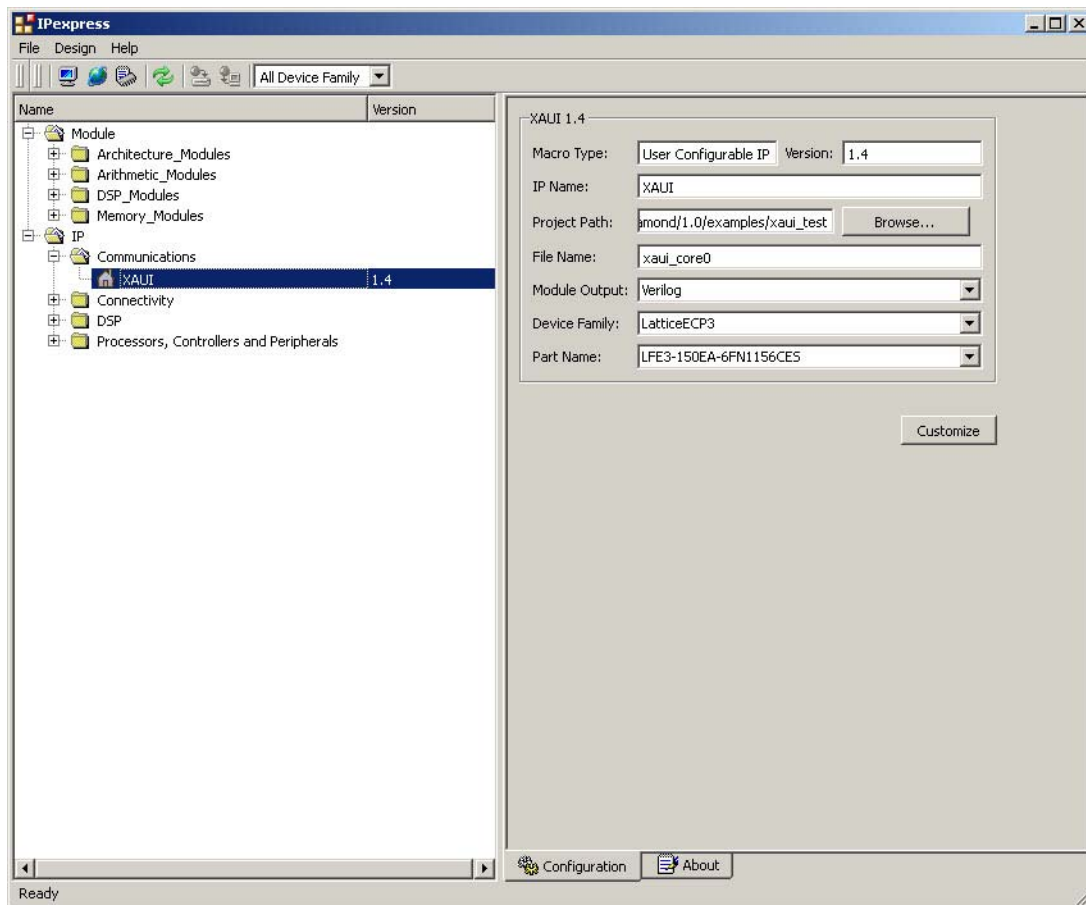 IPexpress
File Design Help
All Device Family
Name Version
Module
Architecture_Modules
Arithmetic_Modules
DSP_Modules
Memory_Modules
IP
Communications
XAUI 1.4
Connectivity
DSP
Processors, Controllers and Peripherals
XAUI 1.4
Macro Type: User Configurable IP Version: 1.4
IP Name: XAUI
Project Path: amond/1.0/examples/xaui_test Browse...
File Name: xaui_core0
Module Output: Verilog
Device Family: LatticeECP3
Part Name: LFE3-150EA-6FN1156CES
Customize
Configuration About
Ready